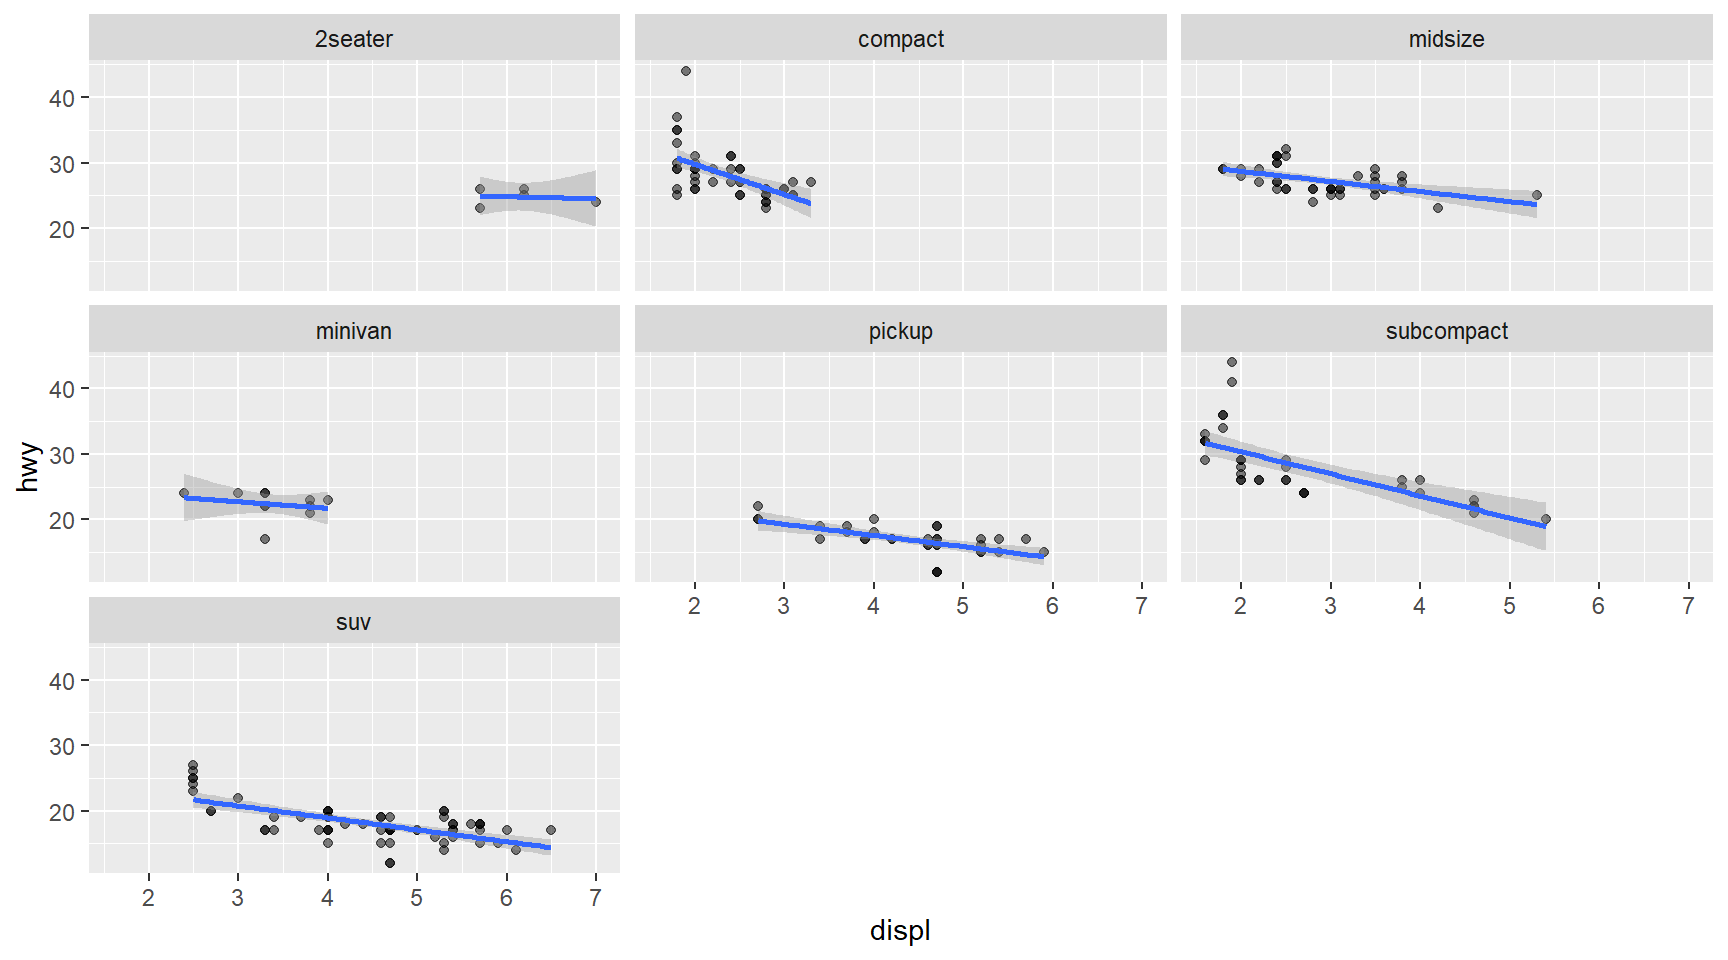 2seater compact midsize
40
30
20
minivan pickup subcompact
40
30
20
hwy
2 3 4 5 6 7 2 3 4 5 6 7
suv
40
30
20
2 3 4 5 6 7
displ